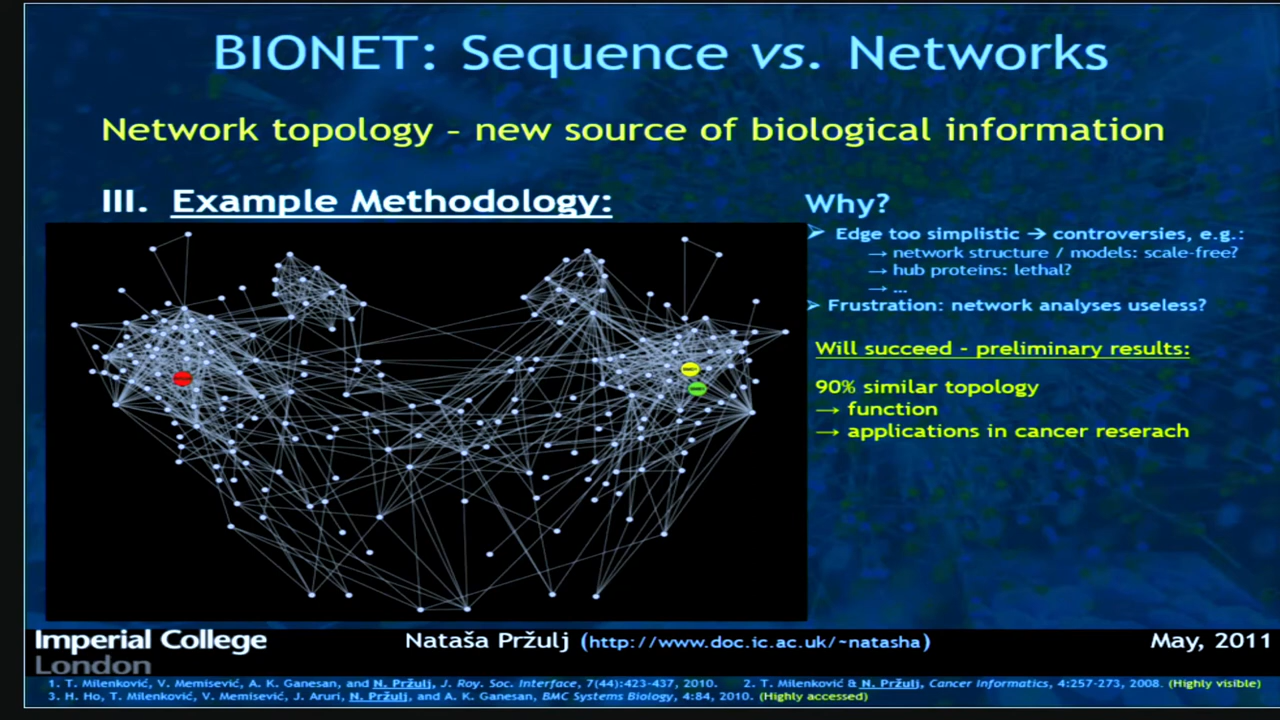 BIONET: Sequence vs. Networks
Network topology - new source of biological information
III. Example Methodology:
Why?
➤ Edge too simplistic → controversies, e.g.:
→ network structure / models: scale-free?
→ hub proteins: lethal?
→ ...
➤ Frustration: network analyses useless?
Will succeed - preliminary results:
90% similar topology
→ function
→ applications in cancer reserach
Imperial College
London
Nataša Pržulj (http://www.doc.ic.ac.uk/~natasha)
May, 2011
1. T. Milenković, V. Memisević, A. K. Ganesan, and N. Pržulj, J. Roy. Soc. Interface, 7(44):423-437, 2010. 2. T. Milenković & N. Pržulj, Cancer Informatics, 4:257-273, 2008. (Highly visible)
3. H. Ho, T. Milenković, V. Memisević, J. Aruri, N. Pržulj, and A. K. Ganesan, BMC Systems Biology, 4:84, 2010. (Highly accessed)